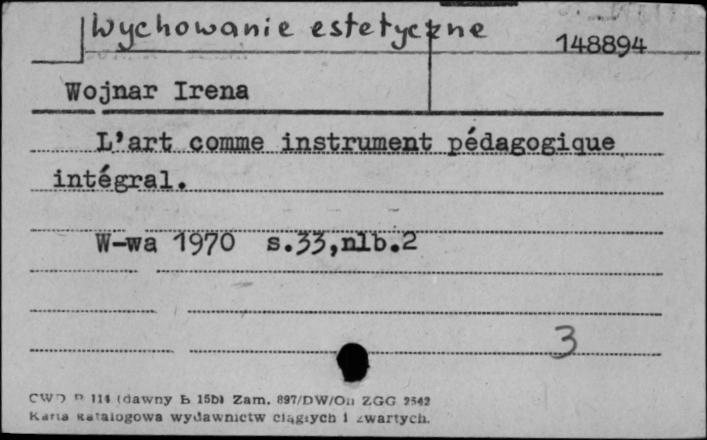 Wychowanie estetyczne
148894
Wojnar Irena
L'art comme instrument pédagogique
intégral.
W-wa 1970 s.33,nlb.2
3
CWD 114 (dawny B 15b) Zam. 897/DW/Oń ZGG 2542
Karta katalogowa wydawnictw ciągłych i zwartych.